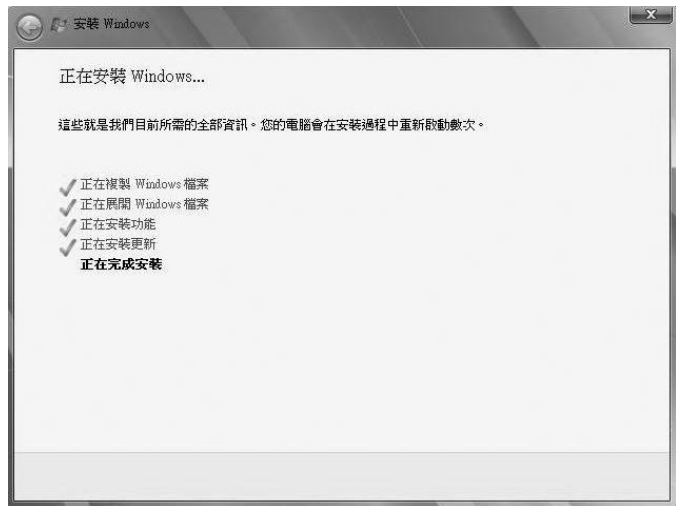 安裝 Windows
正在安裝 Windows...
這些就是我們目前所需的全部資訊。您的電腦會在安裝過程中重新啟動數次。
正在複製 Windows 檔案
正在展開 Windows 檔案
正在安裝功能
正在安裝更新
正在完成安裝